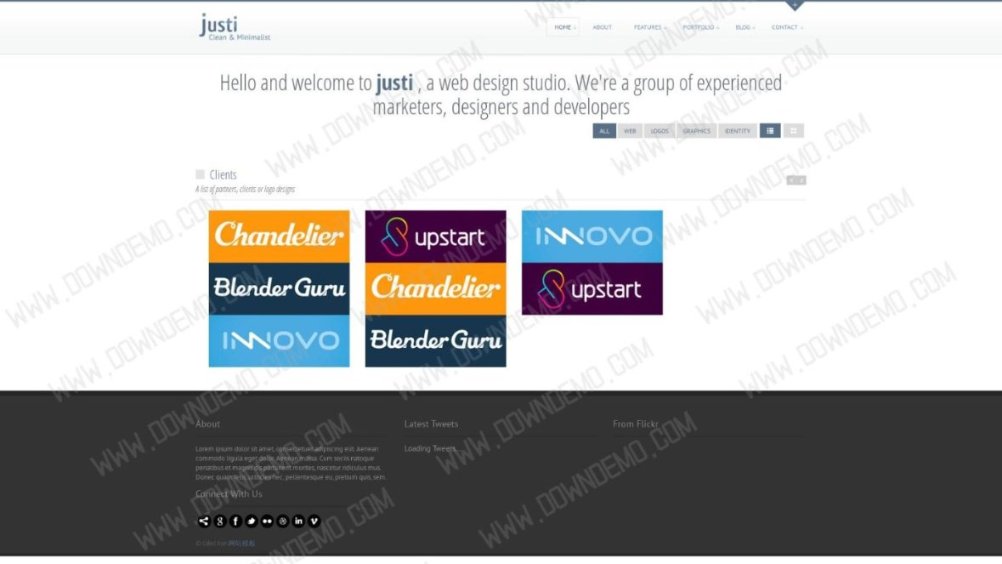 justi
Clean & Minimalist
HOME
ABOUT
FEATURES
PORTFOLIO
BLOG
CONTACT
Hello and welcome to justi , a web design studio. We're a group of experienced
marketers, designers and developers
ALL
WEB
LOGOS
GRAPHICS
IDENTITY
Clients
A list of partners, clients or logo designs
Chandelier
upstart
INNOVO
Blender Guru
Chandelier
upstart
INNOVO
Blender Guru
About
Latest Tweets
From Flickr
Lorem ipsum dolor sit amet, consectetuer adipiscing elit. Aenean
commodo ligula eget dolor. Aenean massa. Cum sociis natoque
penatibus et magnis dis parturient montes, nascetur ridiculus mus.
Donec quam felis, ultricies nec, pellentesque eu, pretium quis, sem.
Loading Tweets...
Connect With Us
网站模板
WWW.DOWNDEMO.COM